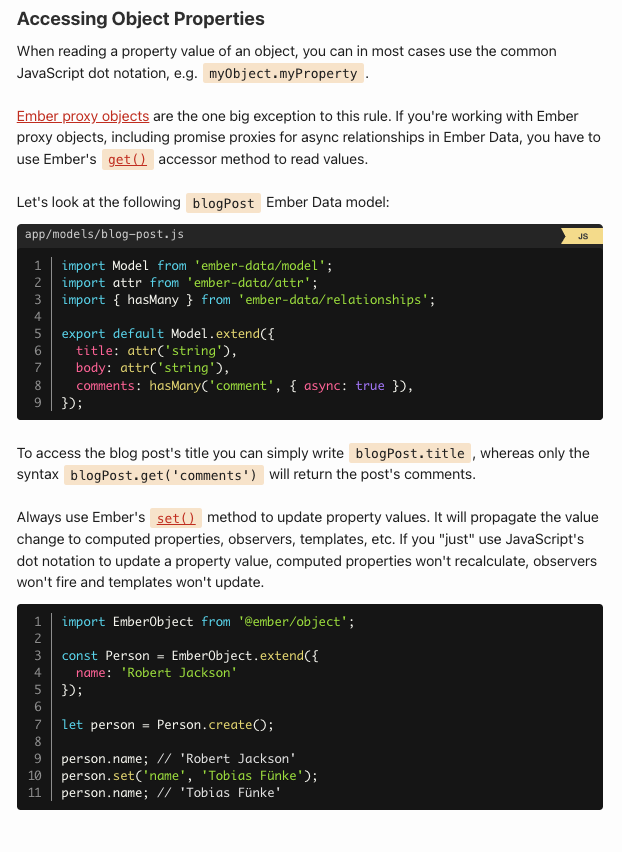 Accessing Object Properties
When reading a property value of an object, you can in most cases use the common
JavaScript dot notation, e.g. myObject.myProperty.
Ember proxy objects are the one big exception to this rule. If you're working with Ember
proxy objects, including promise proxies for async relationships in Ember Data, you have to
use Ember's get() accessor method to read values.
Let's look at the following blogPost Ember Data model:
app/models/blog-post.js JS
1 import Model from 'ember-data/model';
2 import attr from 'ember-data/attr';
3 import { hasMany } from 'ember-data/relationships';
4
5 export default Model.extend({
6   title: attr('string'),
7   body: attr('string'),
8   comments: hasMany('comment', { async: true }),
9 });
To access the blog post's title you can simply write blogPost.title, whereas only the
syntax blogPost.get('comments') will return the post's comments.
Always use Ember's set() method to update property values. It will propagate the value
change to computed properties, observers, templates, etc. If you "just" use JavaScript's
dot notation to update a property value, computed properties won't recalculate, observers
won't fire and templates won't update.
1 import EmberObject from '@ember/object';
2
3 const Person = EmberObject.extend({
4   name: 'Robert Jackson'
5 });
6
7 let person = Person.create();
8
9 person.name; // 'Robert Jackson'
10 person.set('name', 'Tobias Fünke');
11 person.name; // 'Tobias Fünke'